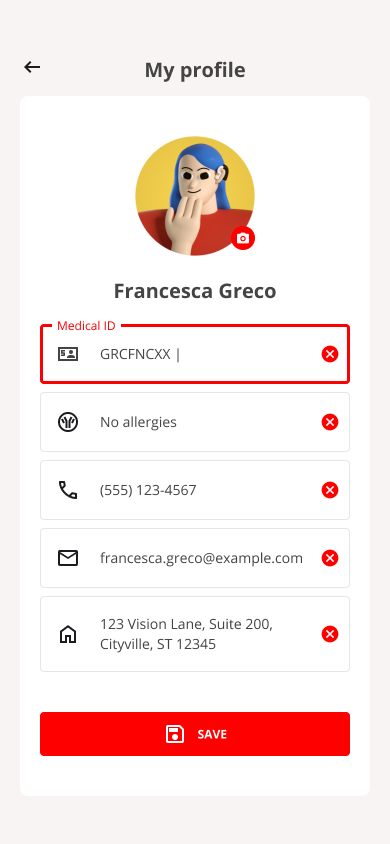 My profile
Francesca Greco
Medical ID
GRCFNCXX |
No allergies
(555) 123-4567
francesca.greco@example.com
123 Vision Lane, Suite 200,
Cityville, ST 12345
SAVE